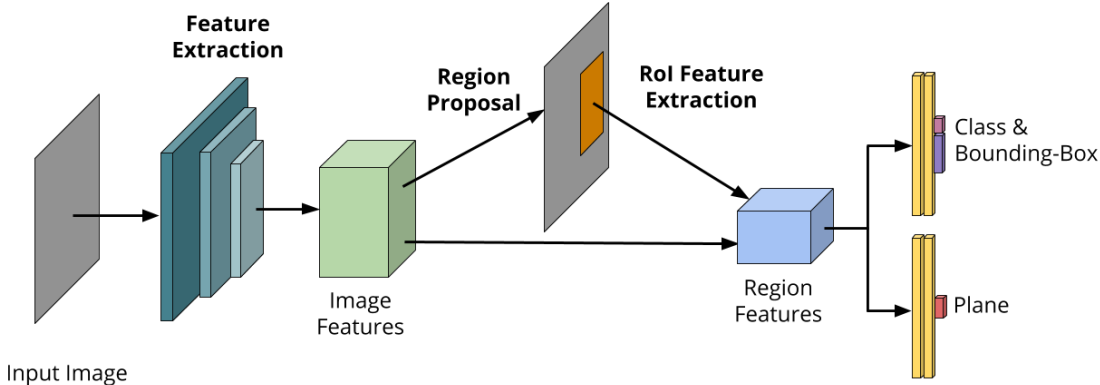 Feature
Extraction
Region
Proposal
RoI Feature
Extraction
Class &
Bounding-Box
Image
Features
Region
Features
Plane
Input Image